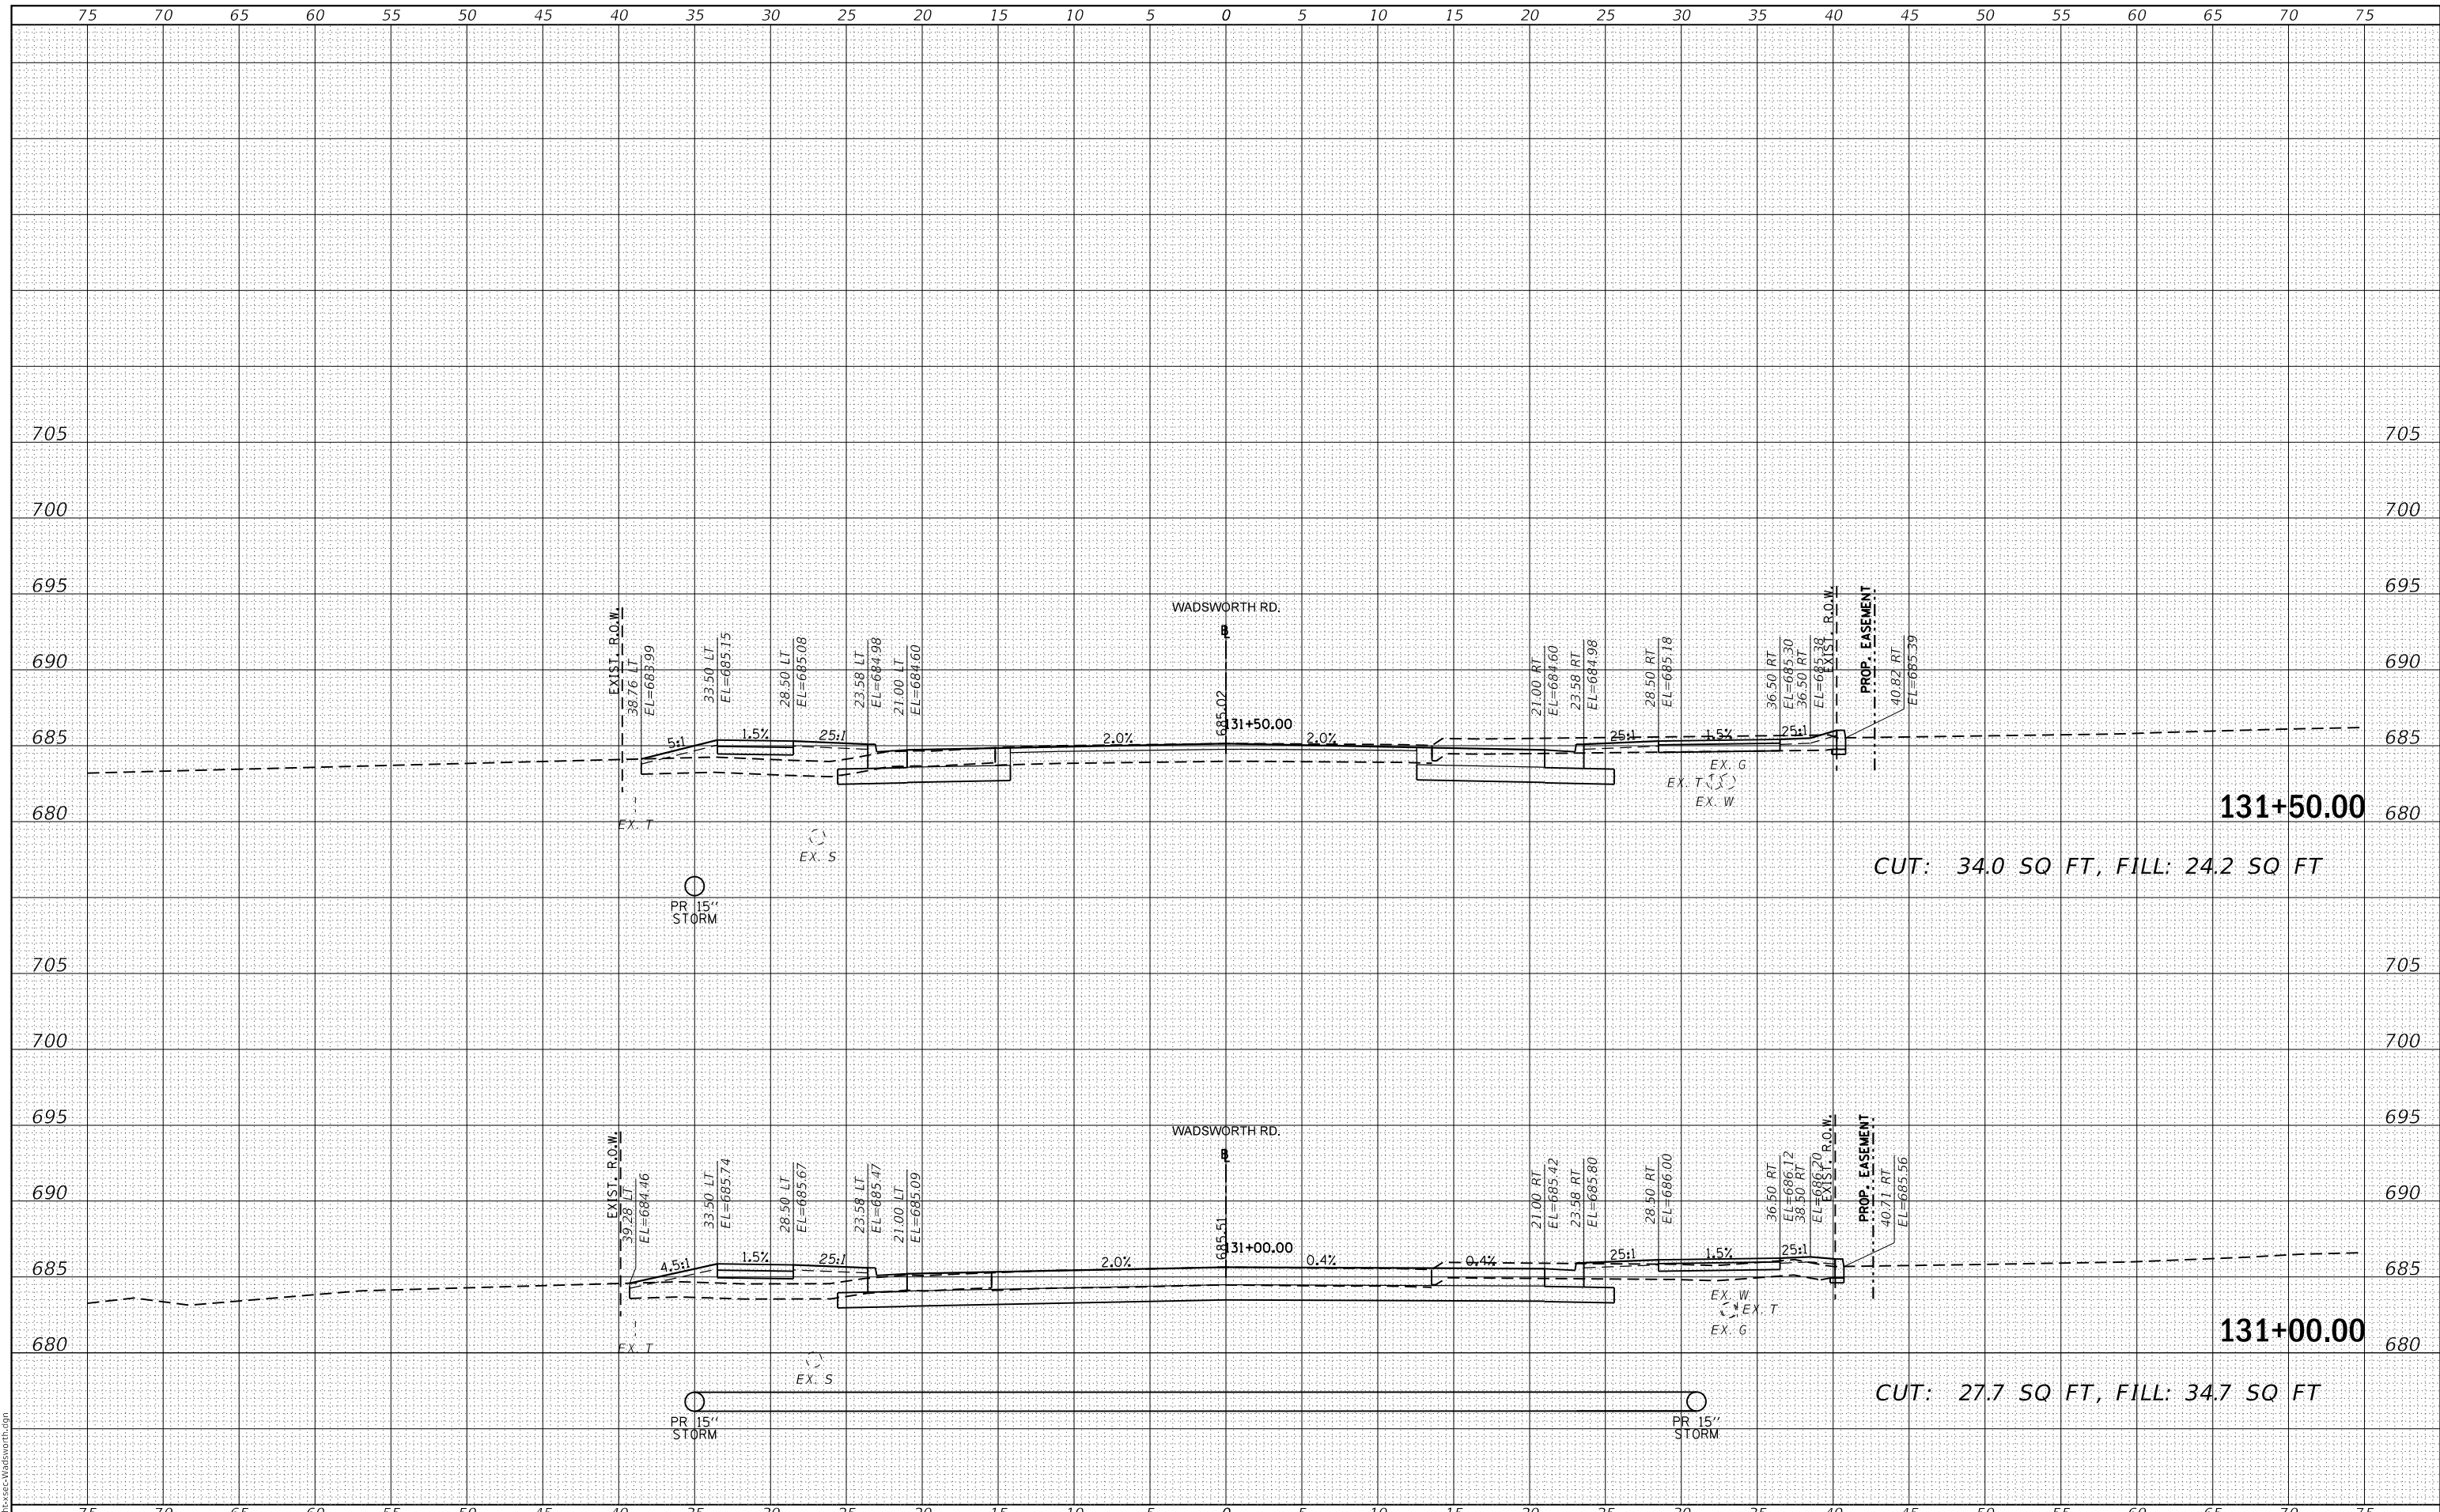 75 70 65 60 55 50 45 40 35 30 25 20 15 10 5 0 5 10 15 20 25 30 35 40 45 50 55 60 65 70 75
705 705
700 700
695 695
690 690
685 685
680 680
WADSWORTH RD.
EXIST. R.O.W.
38.76 LT
EL=683.99
33.50 LT
EL=685.15
28.50 LT
EL=685.08
23.58 LT
EL=684.98
21.00 LT
EL=684.60
685.02
131+50.00
21.00 RT
EL=684.60
23.58 RT
EL=684.98
28.50 RT
EL=685.18
36.50 RT
EL=685.30
36.50 RT
EL=685.38
EXIST. R.O.W.
PROP. EASEMENT
40.82 RT
EL=685.39
5:1 1.5% 25:1 2.0% 2.0% 25:1 1.5% 25:1
EX. G
EX. T
EX. W
EX. T
EX. S
PR 15''
STORM
131+50.00
CUT: 34.0 SQ FT, FILL: 24.2 SQ FT
705 705
700 700
695 695
690 690
685 685
680 680
WADSWORTH RD.
EXIST. R.O.W.
39.28 LT
EL=684.46
33.50 LT
EL=685.74
28.50 LT
EL=685.67
23.58 LT
EL=685.47
21.00 LT
EL=685.09
685.51
131+00.00
21.00 RT
EL=685.42
23.58 RT
EL=685.80
28.50 RT
EL=686.00
36.50 RT
EL=686.12
38.50 RT
EL=686.20
EXIST. R.O.W.
PROP. EASEMENT
40.71 RT
EL=685.56
4.5:1 1.5% 25:1 2.0% 0.4% 0.4% 25:1 1.5% 25:1
EX. W
EX. T
EX. G
EX. T
EX. S
PR 15''
STORM
PR 15''
STORM
131+00.00
CUT: 27.7 SQ FT, FILL: 34.7 SQ FT
75 70 65 60 55 50 45 40 35 30 25 20 15 10 5 0 5 10 15 20 25 30 35 40 45 50 55 60 65 70 75